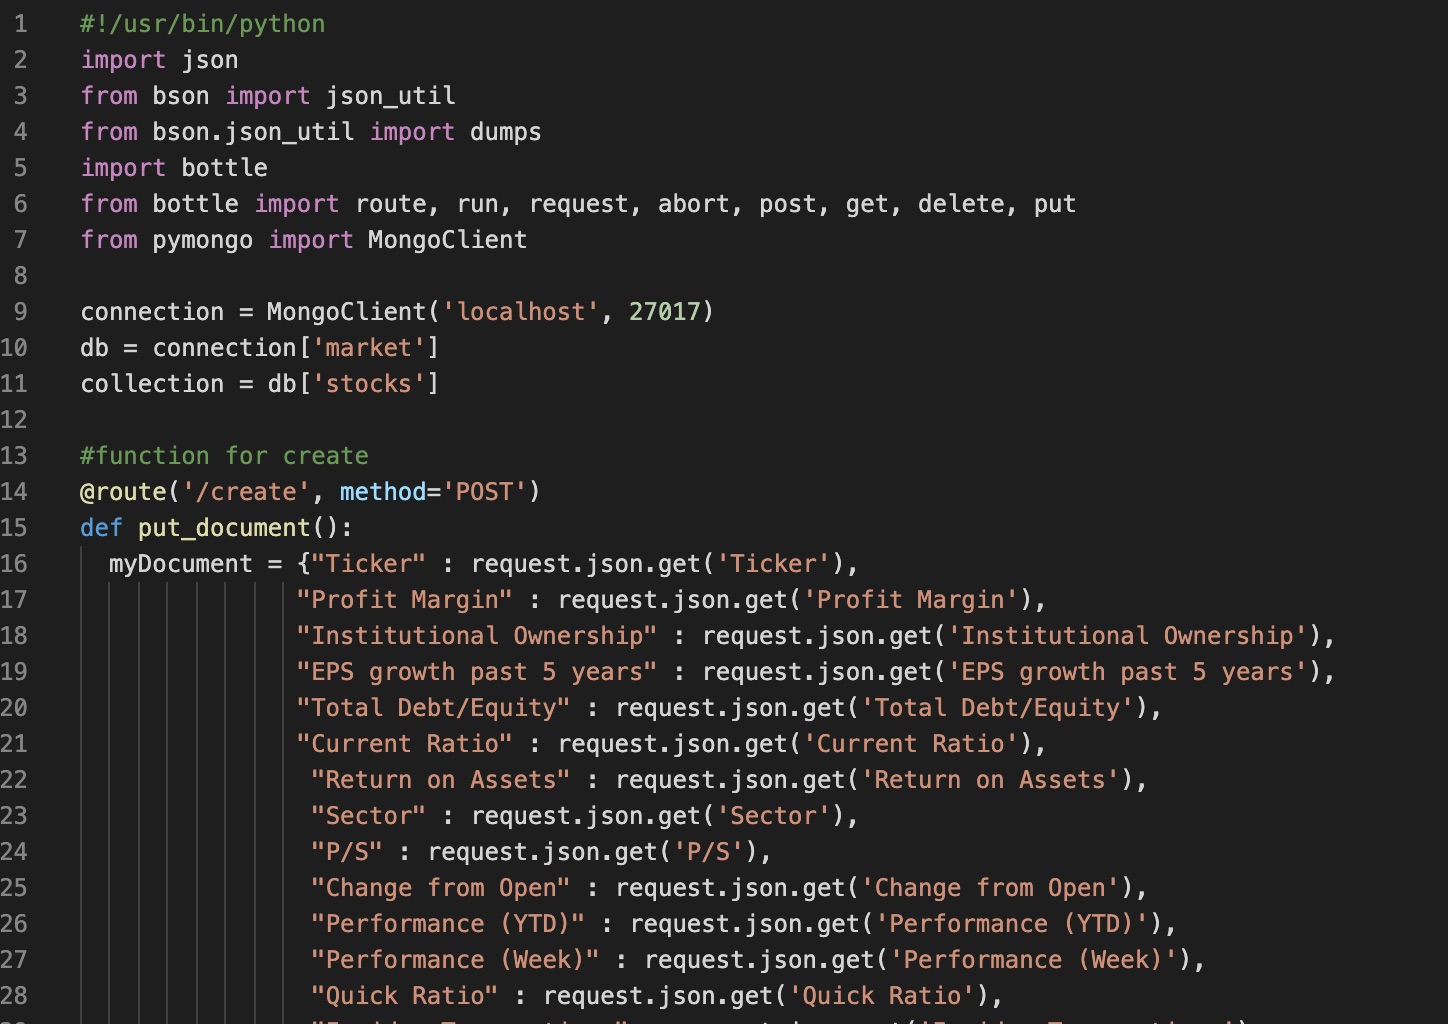 1 #!/usr/bin/python
2 import json
3 from bson import json_util
4 from bson.json_util import dumps
5 import bottle
6 from bottle import route, run, request, abort, post, get, delete, put
7 from pymongo import MongoClient
8
9 connection = MongoClient('localhost', 27017)
10 db = connection['market']
11 collection = db['stocks']
12
13 #function for create
14 @route('/create', method='POST')
15 def put_document():
16 myDocument = {"Ticker" : request.json.get('Ticker'),
17 "Profit Margin" : request.json.get('Profit Margin'),
18 "Institutional Ownership" : request.json.get('Institutional Ownership'),
19 "EPS growth past 5 years" : request.json.get('EPS growth past 5 years'),
20 "Total Debt/Equity" : request.json.get('Total Debt/Equity'),
21 "Current Ratio" : request.json.get('Current Ratio'),
22 "Return on Assets" : request.json.get('Return on Assets'),
23 "Sector" : request.json.get('Sector'),
24 "P/S" : request.json.get('P/S'),
25 "Change from Open" : request.json.get('Change from Open'),
26 "Performance (YTD)" : request.json.get('Performance (YTD)'),
27 "Performance (Week)" : request.json.get('Performance (Week)'),
28 "Quick Ratio" : request.json.get('Quick Ratio'),